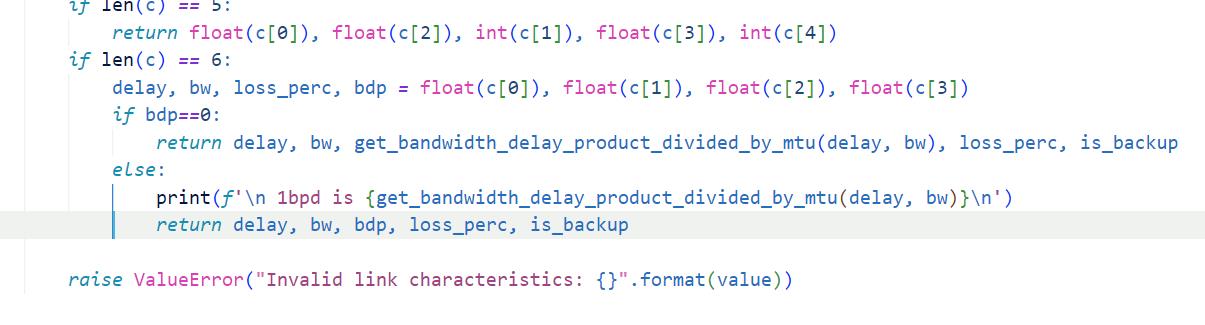 if len(c) == 5:
return float(c[0]), float(c[2]), int(c[1]), float(c[3]), int(c[4])
if len(c) == 6:
delay, bw, loss_perc, bdp = float(c[0]), float(c[1]), float(c[2]), float(c[3])
if bdp==0:
return delay, bw, get_bandwidth_delay_product_divided_by_mtu(delay, bw), loss_perc, is_backup
else:
print(f'\n 1bpd is {get_bandwidth_delay_product_divided_by_mtu(delay, bw)}\n')
return delay, bw, bdp, loss_perc, is_backup
raise ValueError("Invalid link characteristics: {}".format(value))